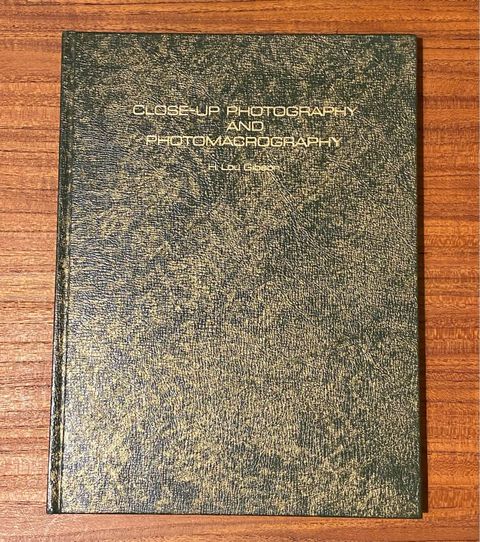 CLOSE-UP PHOTOGRAPHY
AND
PHOTOMACROGRAPHY
H. Lou Gibson